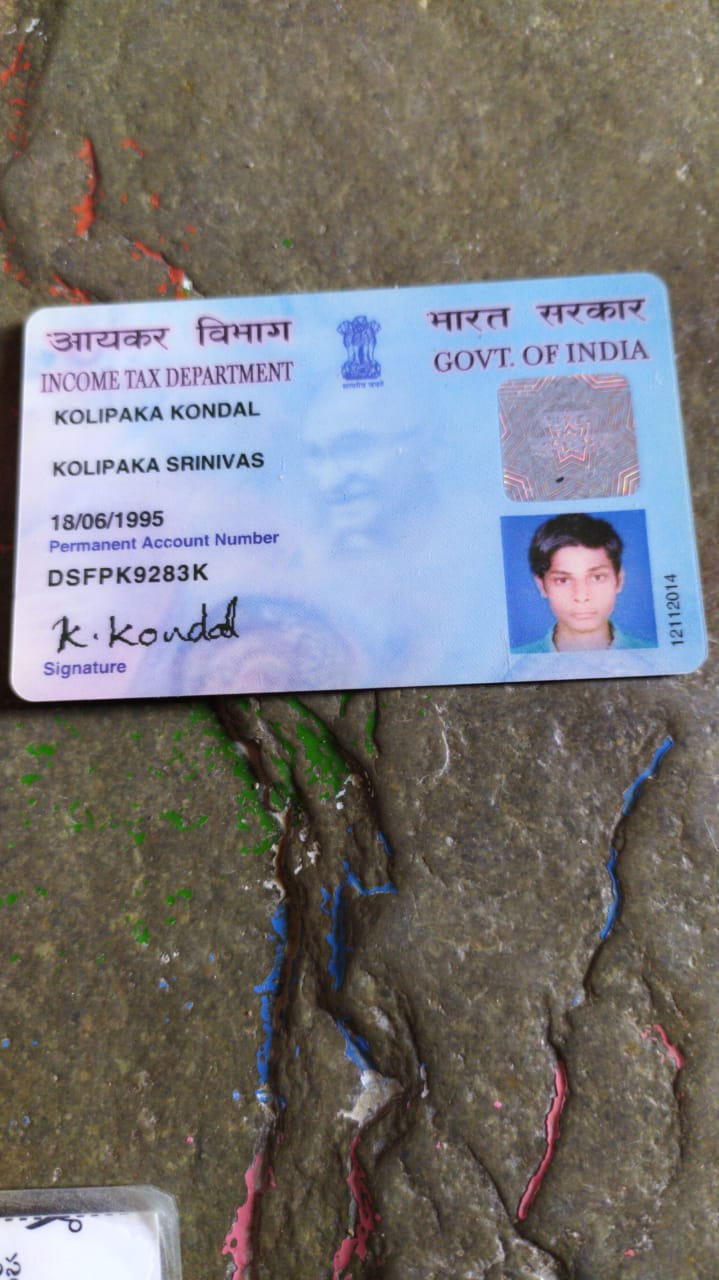 आयकर विभाग
INCOME TAX DEPARTMENT
भारत सरकार
GOVT. OF INDIA
सत्यमेव जयते
KOLIPAKA KONDAL
KOLIPAKA SRINIVAS
18/06/1995
Permanent Account Number
DSFPK9283K
K. Kondal
Signature
12112014